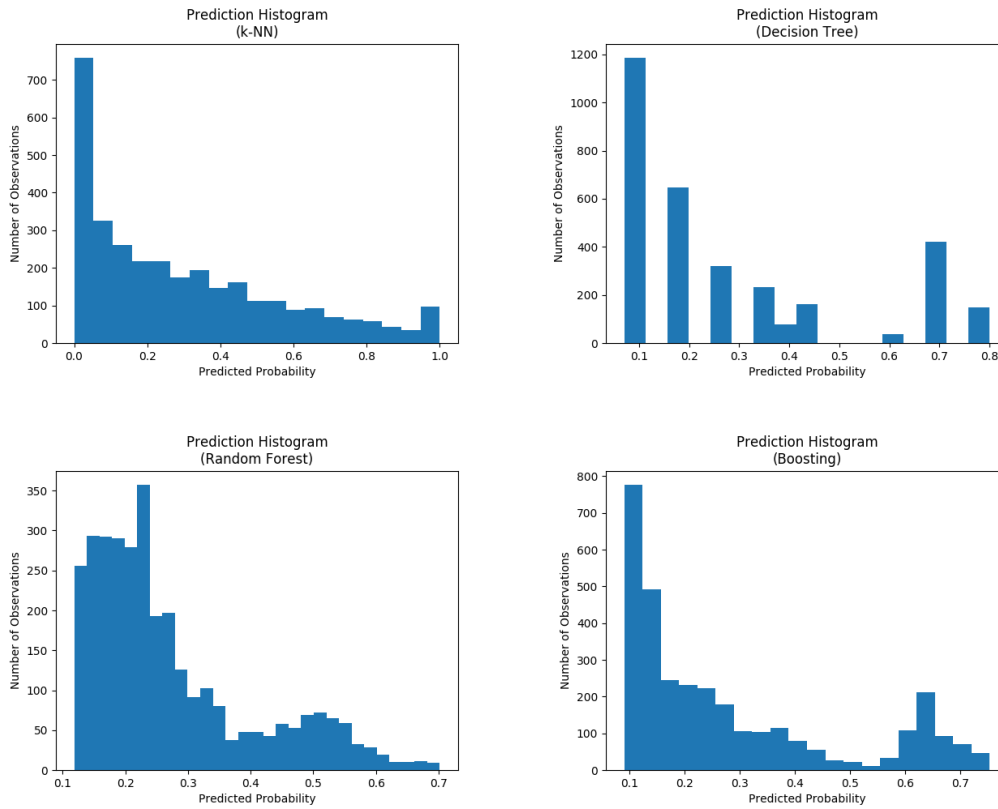 Prediction Histogram
(k-NN)
700
600
500
400
300
200
100
0
Number of Observations
0.0 0.2 0.4 0.6 0.8 1.0
Predicted Probability
Prediction Histogram
(Decision Tree)
1200
1000
800
600
400
200
0
Number of Observations
0.1 0.2 0.3 0.4 0.5 0.6 0.7 0.8
Predicted Probability
Prediction Histogram
(Random Forest)
350
300
250
200
150
100
50
0
Number of Observations
0.1 0.2 0.3 0.4 0.5 0.6 0.7
Predicted Probability
Prediction Histogram
(Boosting)
800
700
600
500
400
300
200
100
0
Number of Observations
0.1 0.2 0.3 0.4 0.5 0.6 0.7
Predicted Probability